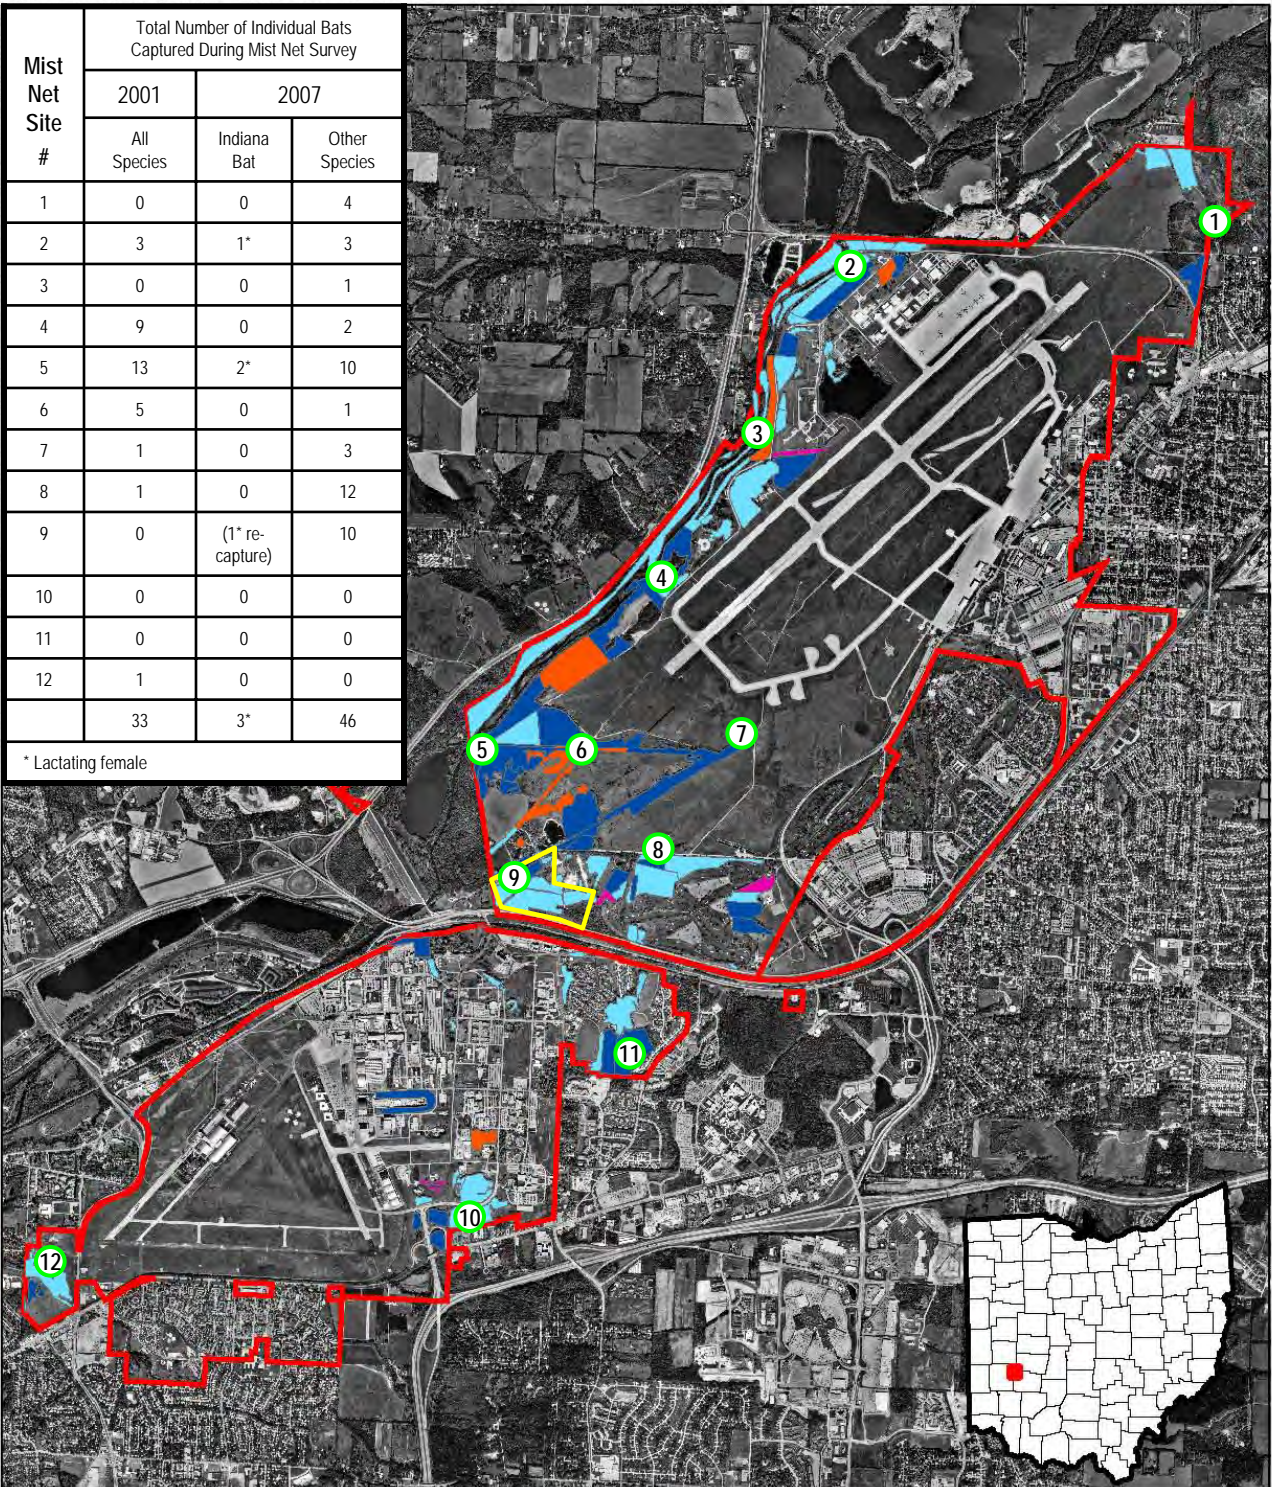 Mist
Net
Site
#
Total Number of Individual Bats
Captured During Mist Net Survey
2001 2007
All
Species
Indiana
Bat
Other
Species
1 0 0 4
2 3 1* 3
3 0 0 1
4 9 0 2
5 13 2* 10
6 5 0 1
7 1 0 3
8 1 0 12
9 0 (1* re-
capture) 10
10 0 0 0
11 0 0 0
12 1 0 0
33 3* 46
* Lactating female
1
2
3
4
5
6
7
8
9
11
10
12